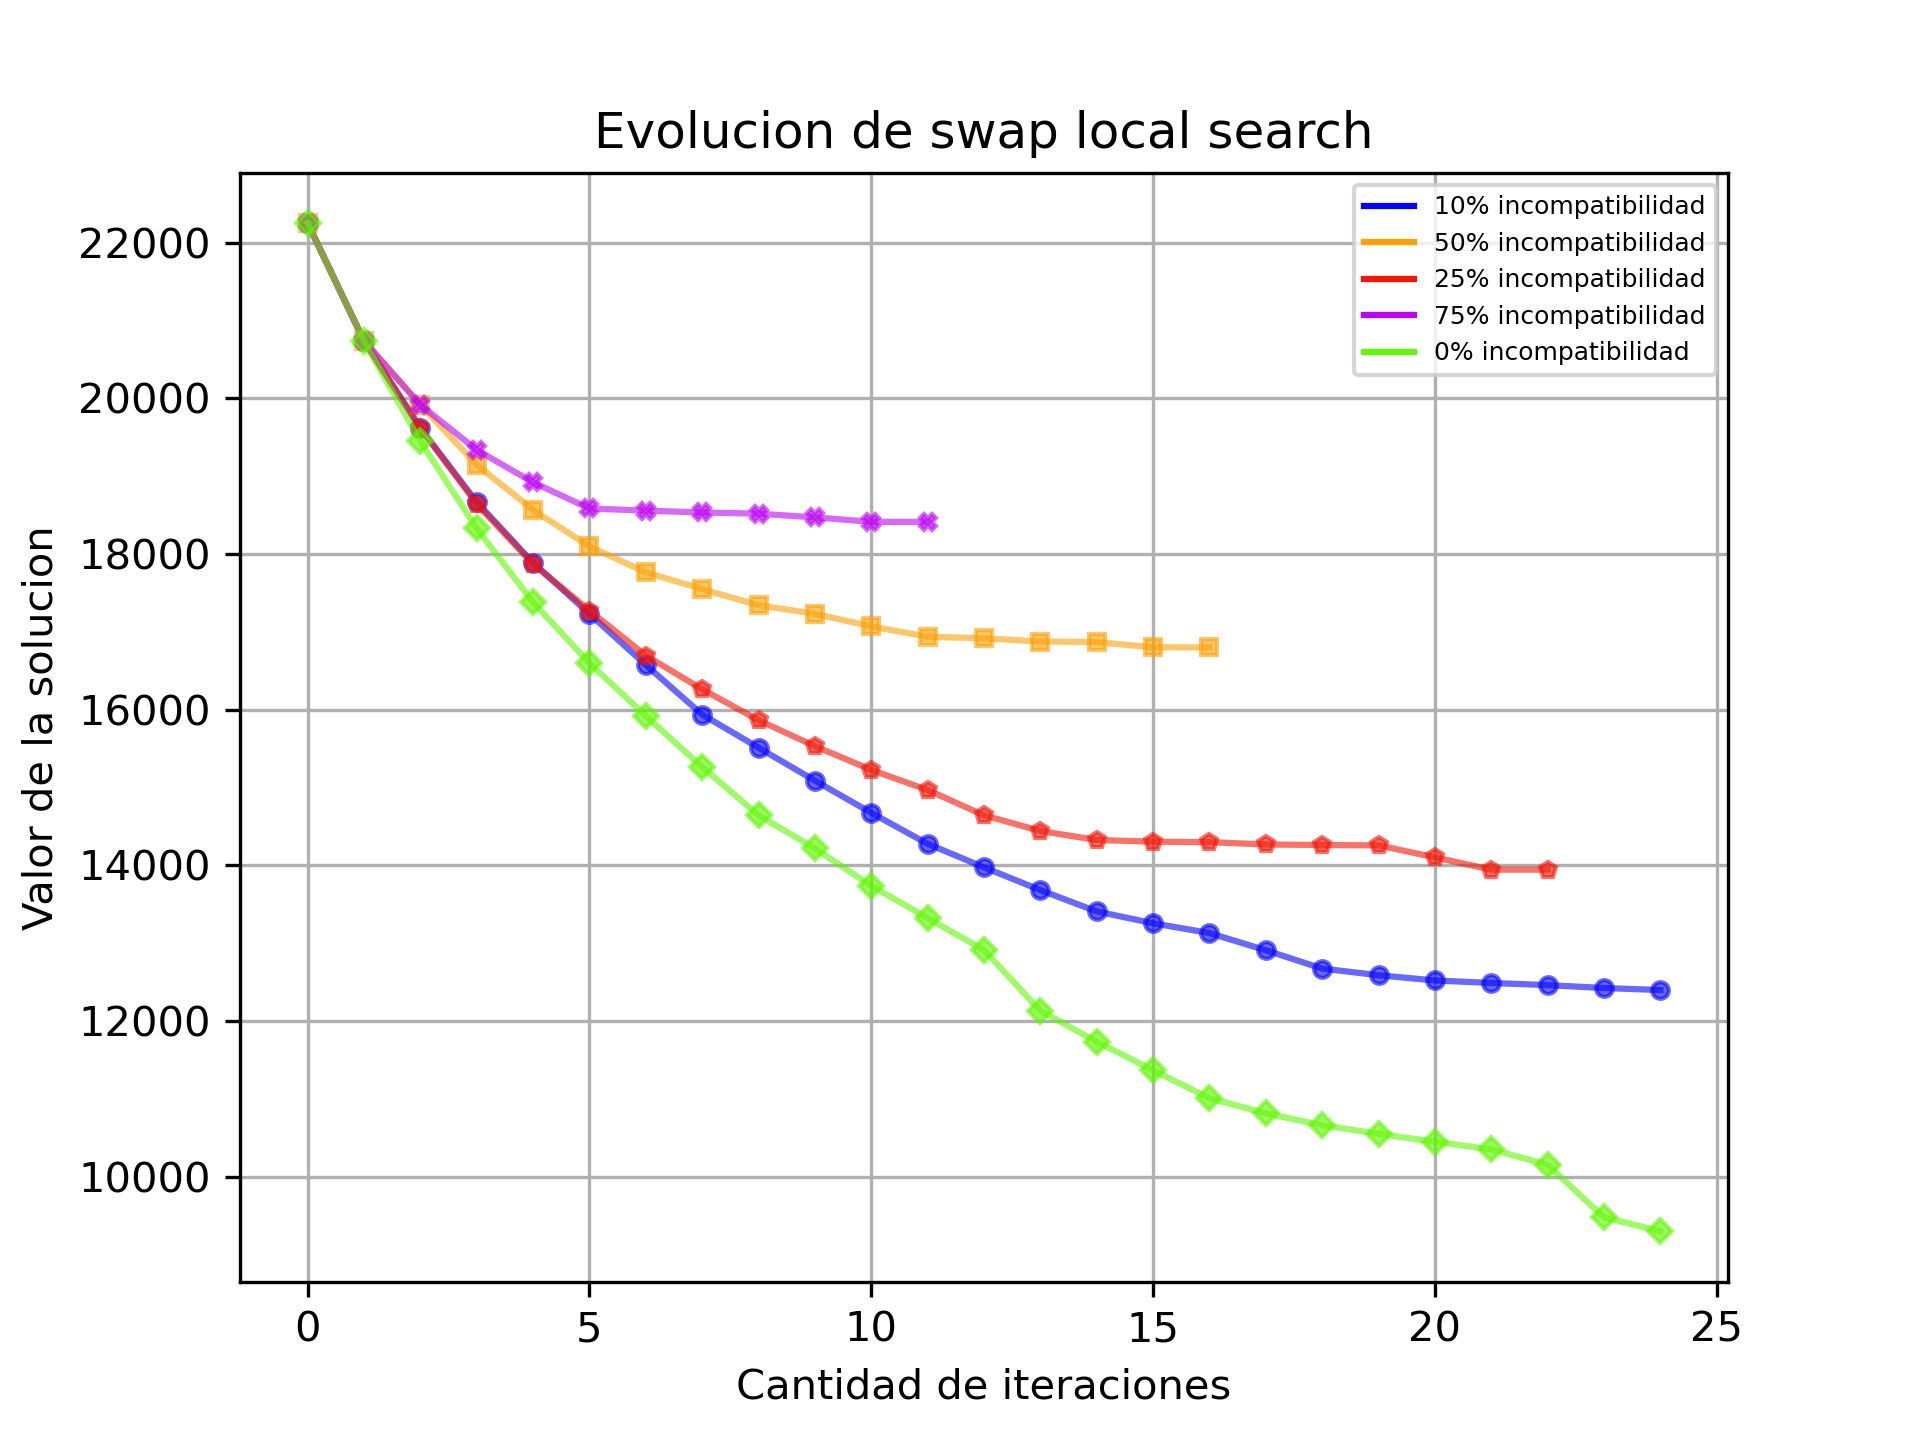 Evolucion de swap local search
10% incompatibilidad
50% incompatibilidad
25% incompatibilidad
75% incompatibilidad
0% incompatibilidad
Valor de la solucion
22000
20000
18000
16000
14000
12000
10000
0 5 10 15 20 25
Cantidad de iteraciones